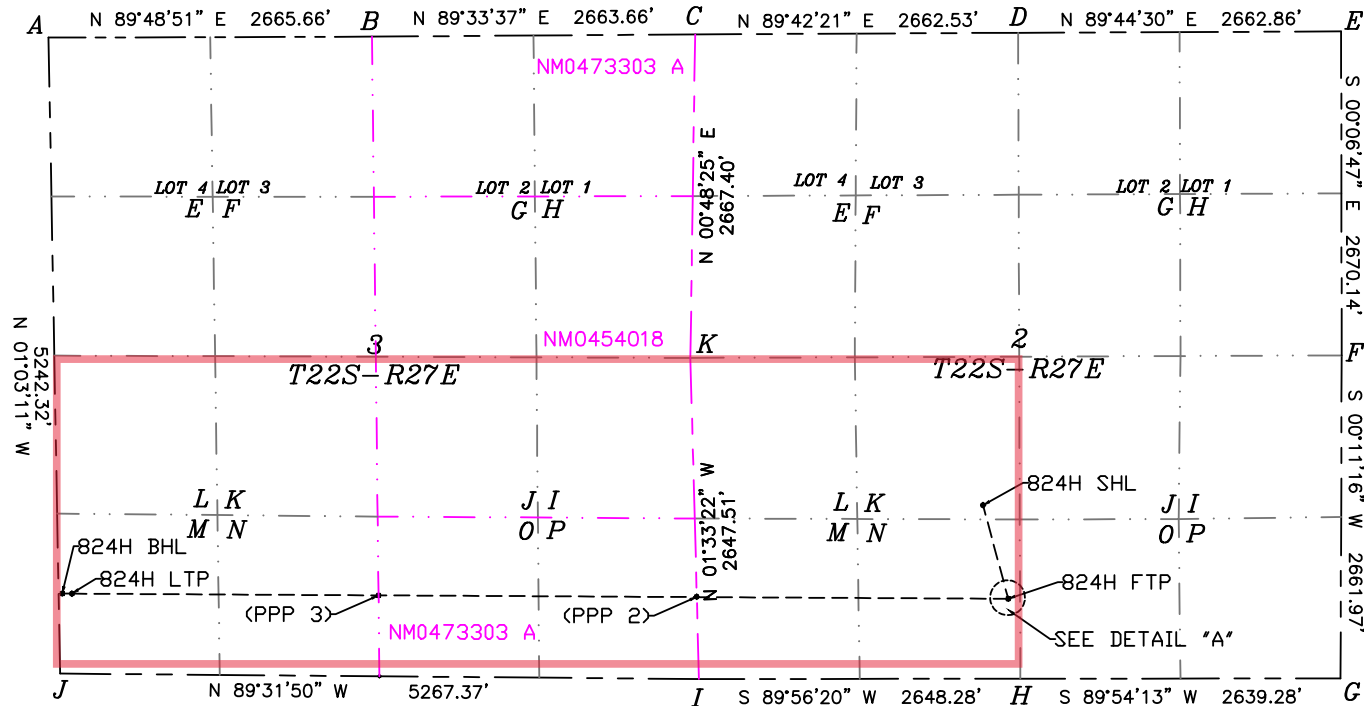 A N 89°48'51" E 2665.66' B N 89°33'37" E 2663.66' C N 89°42'21" E 2662.53' D N 89°44'30" E 2662.86' E
NM0473303 A
S 00°06'47" E 2670.14'
N 00°48'25" E
2667.40'
LOT 4 LOT 3 LOT 2 LOT 1 LOT 4 LOT 3 LOT 2 LOT 1
E F G H E F G H
N 01°03'11" W
5242.32'
3 NM0454018 K 2 F
T22S-R27E T22S-R27E
S 00°11'16" W 2661.97'
N 01°33'22" W
2647.51'
824H SHL
L K J I L K J I
M N O P M N O P
824H BHL
824H LTP
824H FTP
(PPP 3) (PPP 2)
NM0473303 A
SEE DETAIL "A"
J N 89°31'50" W 5267.37' I S 89°56'20" W 2648.28' H S 89°54'13" W 2639.28' G